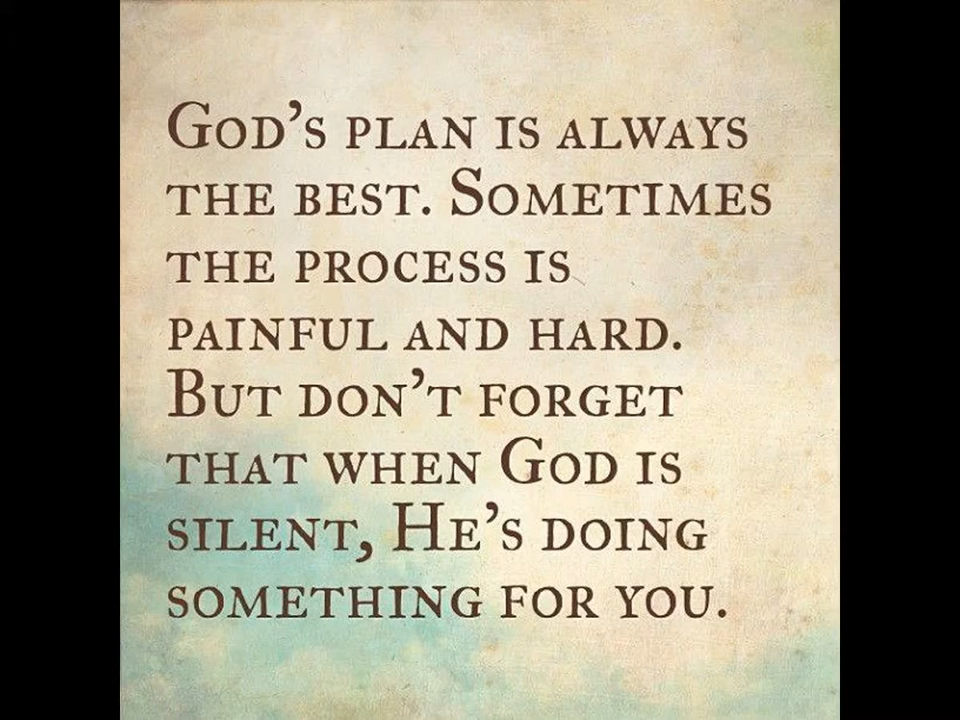 God's plan is always
the best. Sometimes
the process is
painful and hard.
But don't forget
that when God is
silent, He's doing
something for you.